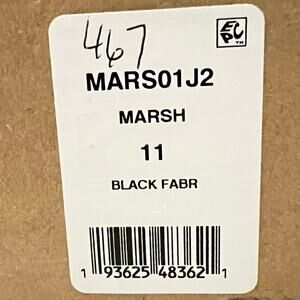 467
MARS01J2
MARSH
11
BLACK FABR
1 93625 48362 1